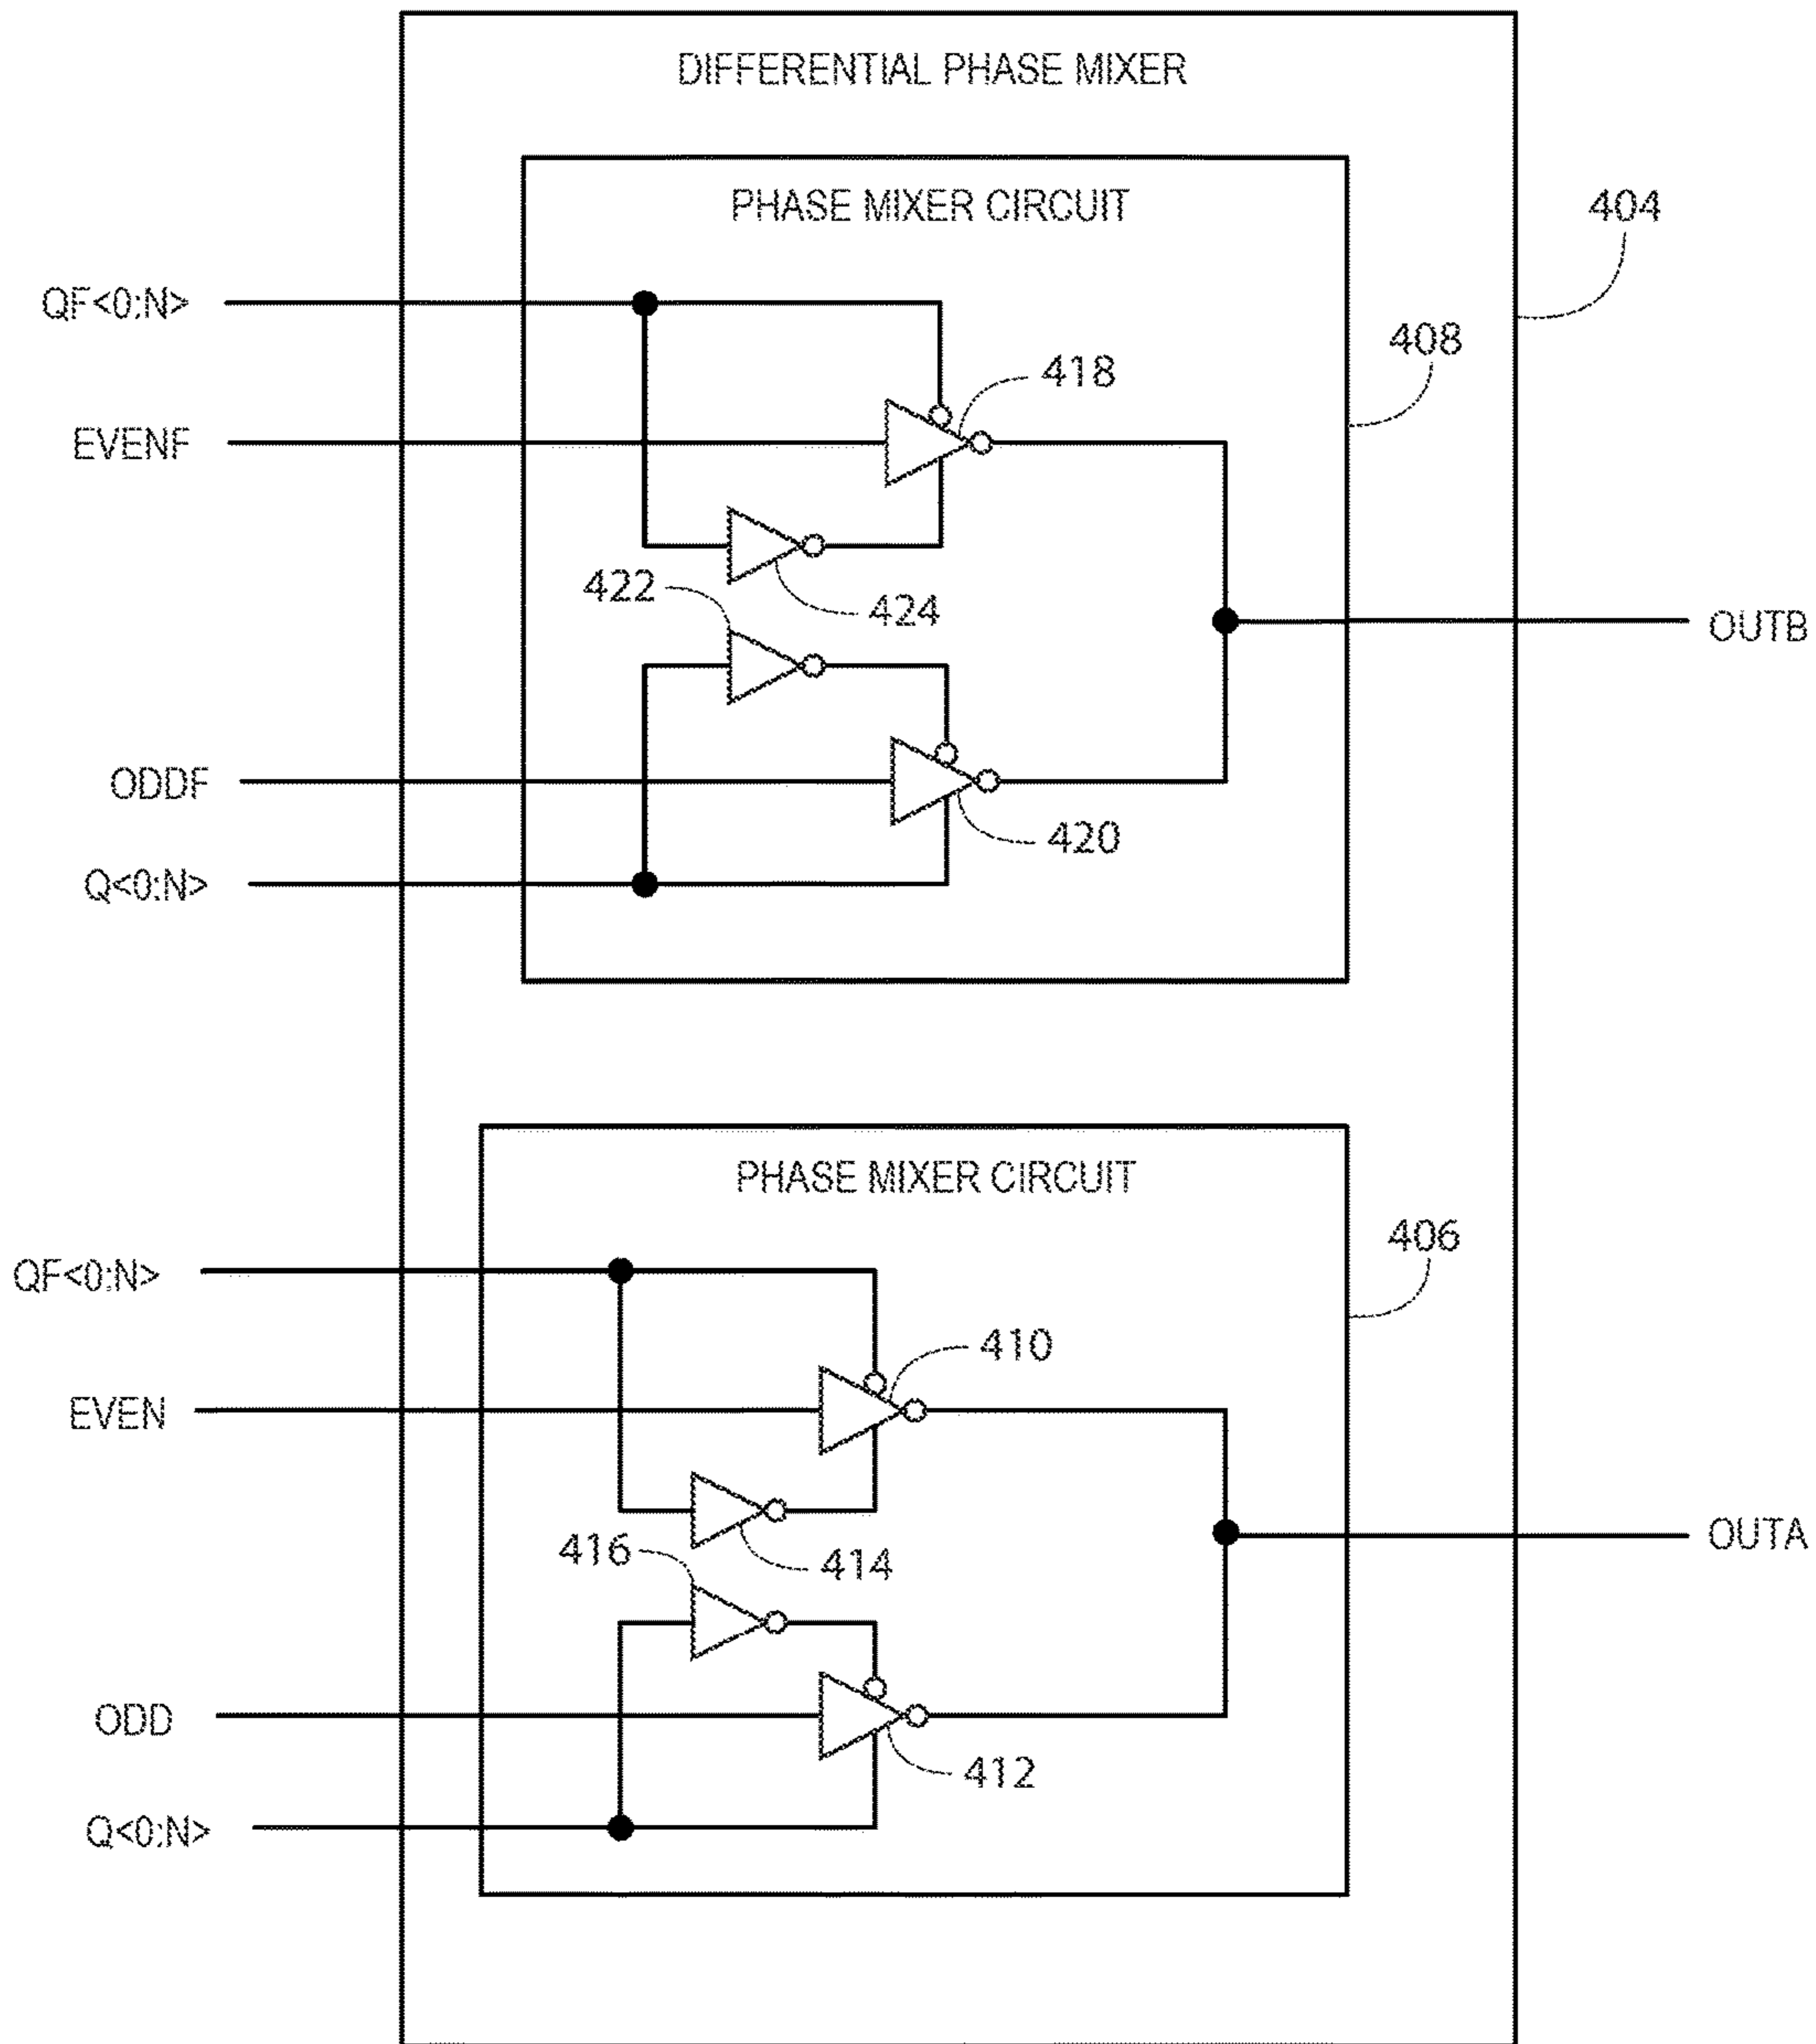 DIFFERENTIAL PHASE MIXER
PHASE MIXER CIRCUIT
404
QF<0:N>
408
418
EVENF
422
424
OUTB
ODDF
420
Q<0:N>
PHASE MIXER CIRCUIT
406
QF<0:N>
410
EVEN
416
414
OUTA
ODD
412
Q<0:N>